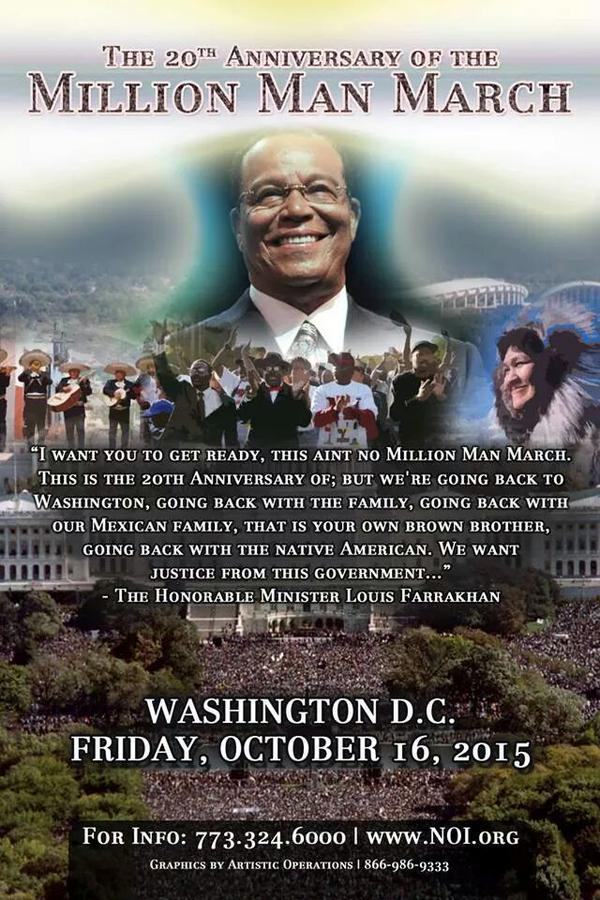 The 20th Anniversary of the
Million Man March
“I want you to get ready, this aint no Million Man March.
This is the 20th Anniversary of; but we're going back to
Washington, going back with the family, going back with
our Mexican family, that is your own brown brother,
going back with the native American. We want
justice from this government...”
- The Honorable Minister Louis Farrakhan
WASHINGTON D.C.
FRIDAY, OCTOBER 16, 2015
For Info: 773.324.6000 | www.NOI.org
Graphics by Artistic Operations | 866-986-9333